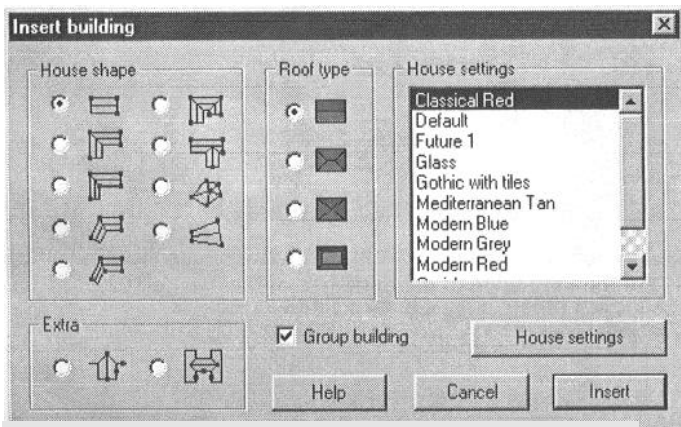 Insert building
House shape
Roof type
House settings
Classical Red
Default
Future 1
Glass
Gothic with tiles
Mediterranean Tan
Modern Blue
Modern Grey
Modern Red
Extra
Group building
House settings
Help
Cancel
Insert